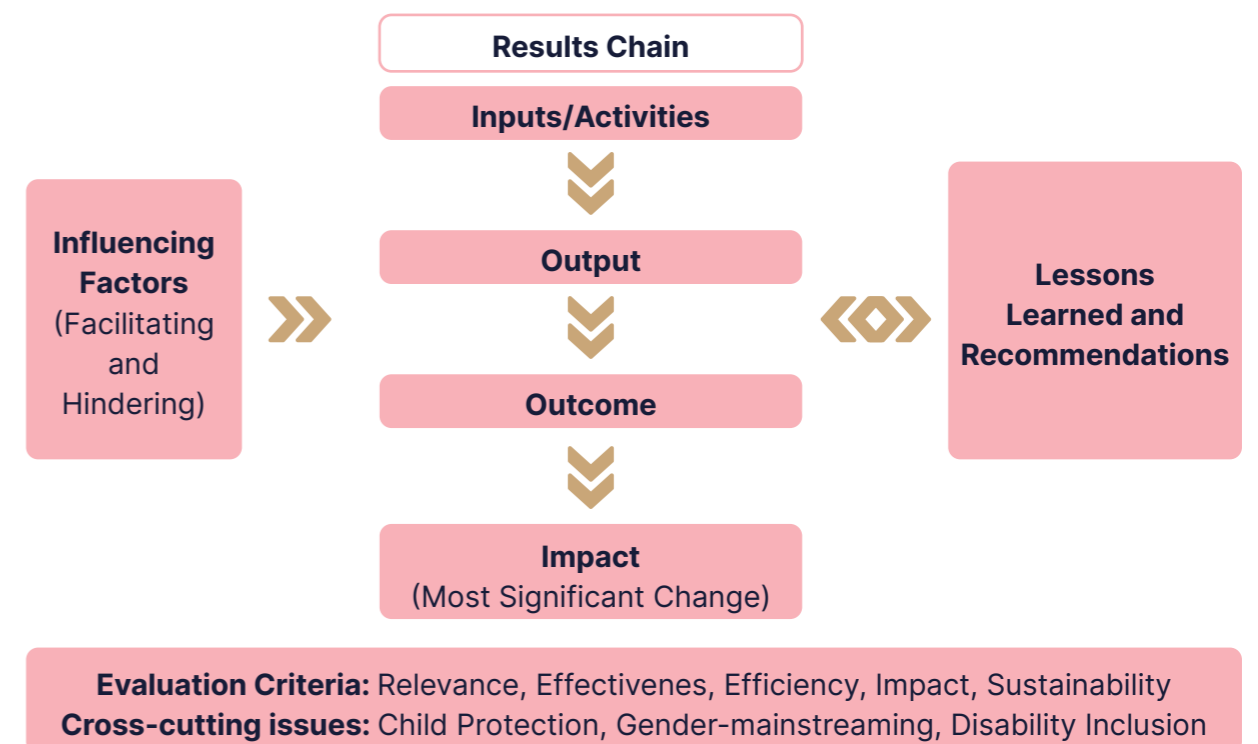 Results Chain
Inputs/Activities
Influencing
Factors
(Facilitating
and
Hindering)
Output
Outcome
Impact
(Most Significant Change)
Lessons
Learned and
Recommendations
Evaluation Criteria: Relevance, Effectivenes, Efficiency, Impact, Sustainability
Cross-cutting issues: Child Protection, Gender-mainstreaming, Disability Inclusion